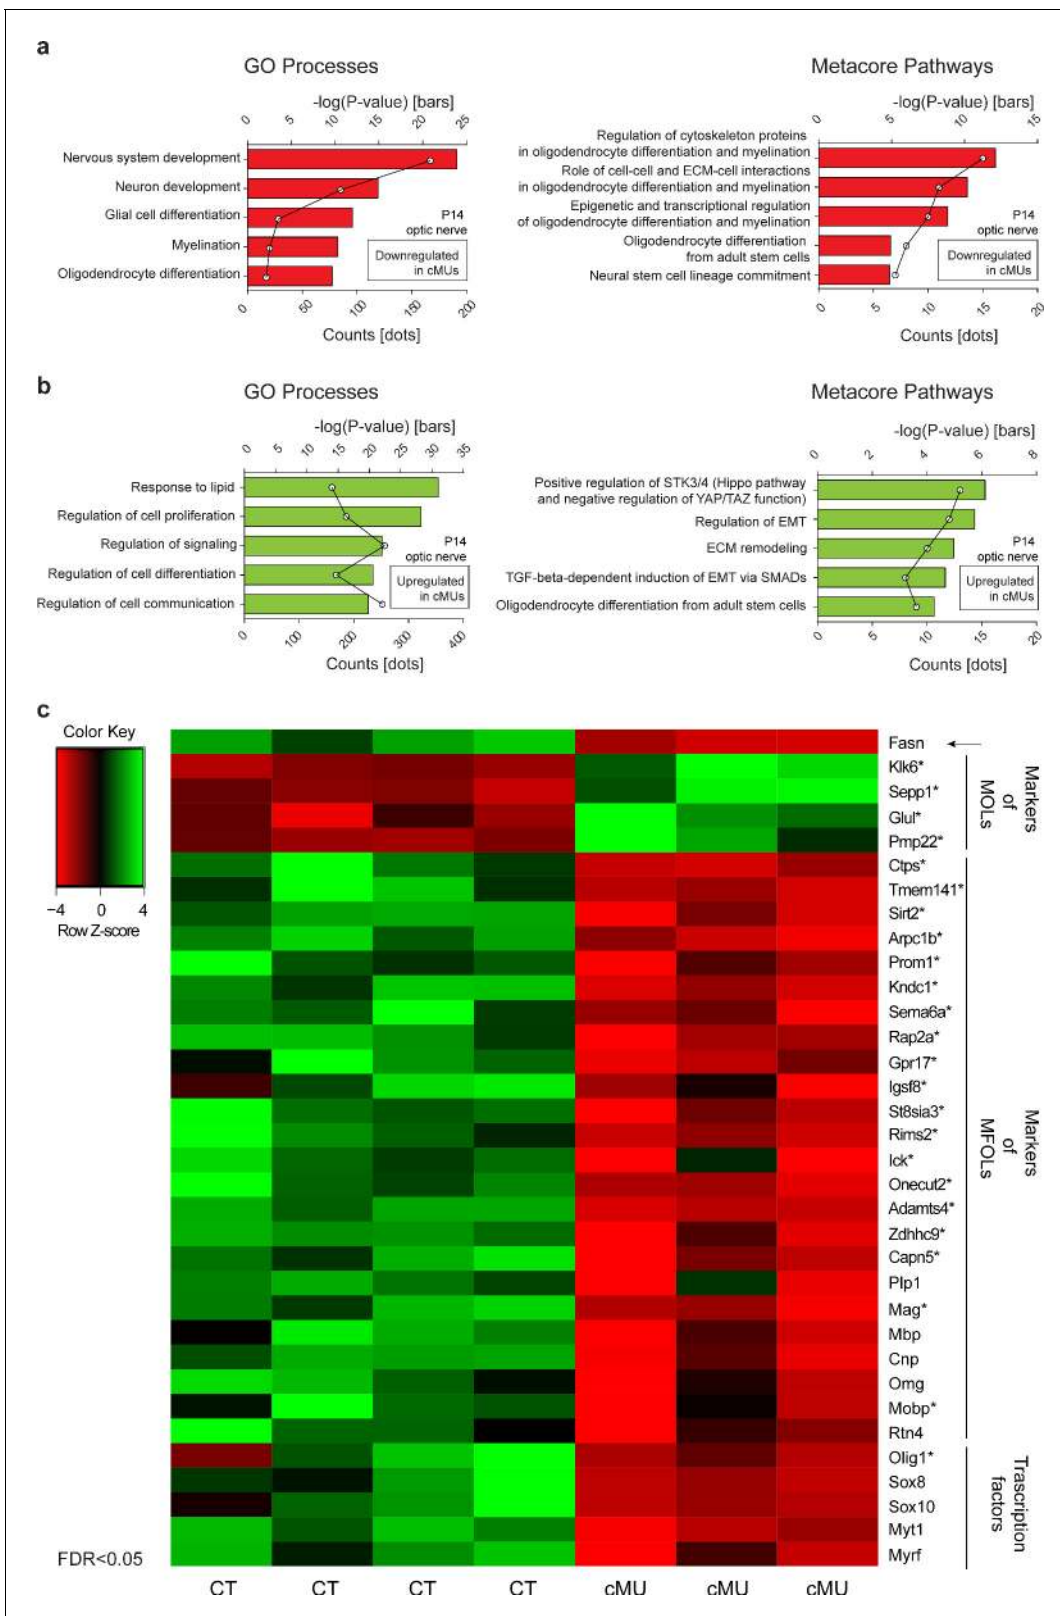 a
GO Processes
-log(P-value) [bars]
0 5 10 15 20 25
Nervous system development
Neuron development
Glial cell differentiation
Myelination
Oligodendrocyte differentiation
P14
optic nerve
Downregulated
in cMUs
0 50 100 150 200
Counts [dots]
Metacore Pathways
-log(P-value) [bars]
0 5 10 15
Regulation of cytoskeleton proteins
in oligodendrocyte differentiation and myelination
Role of cell-cell and ECM-cell interactions
in oligodendrocyte differentiation and myelination
Epigenetic and transcriptional regulation
of oligodendrocyte differentiation and myelination
Oligodendrocyte differentiation
from adult stem cells
Neural stem cell lineage commitment
P14
optic nerve
Downregulated
in cMUs
0 5 10 15 20
Counts [dots]
b
GO Processes
-log(P-value) [bars]
0 5 10 15 20 25 30 35
Response to lipid
Regulation of cell proliferation
Regulation of signaling
Regulation of cell differentiation
Regulation of cell communication
P14
optic nerve
Upregulated
in cMUs
0 100 200 300 400
Counts [dots]
Metacore Pathways
-log(P-value) [bars]
0 2 4 6 8
Positive regulation of STK3/4 (Hippo pathway
and negative regulation of YAP/TAZ function)
Regulation of EMT
ECM remodeling
TGF-beta-dependent induction of EMT via SMADs
Oligodendrocyte differentiation from adult stem cells
P14
optic nerve
Upregulated
in cMUs
0 5 10 15 20
Counts [dots]
c
Color Key
−4 0 4
Row Z-score
Fasn
Klk6*
Sepp1*
Glul*
Pmp22*
Ctps*
Tmem141*
Sirt2*
Arpc1b*
Prom1*
Kndc1*
Sema6a*
Rap2a*
Gpr17*
Igsf8*
St8sia3*
Rims2*
Ick*
Onecut2*
Adamts4*
Zdhhc9*
Capn5*
Plp1
Mag*
Mbp
Cnp
Omg
Mobp*
Rtn4
Olig1*
Sox8
Sox10
Myt1
Myrf
Markers
of
MOLs
Markers
of
MFOLs
Trascription
factors
FDR<0.05
CT CT CT CT cMU cMU cMU